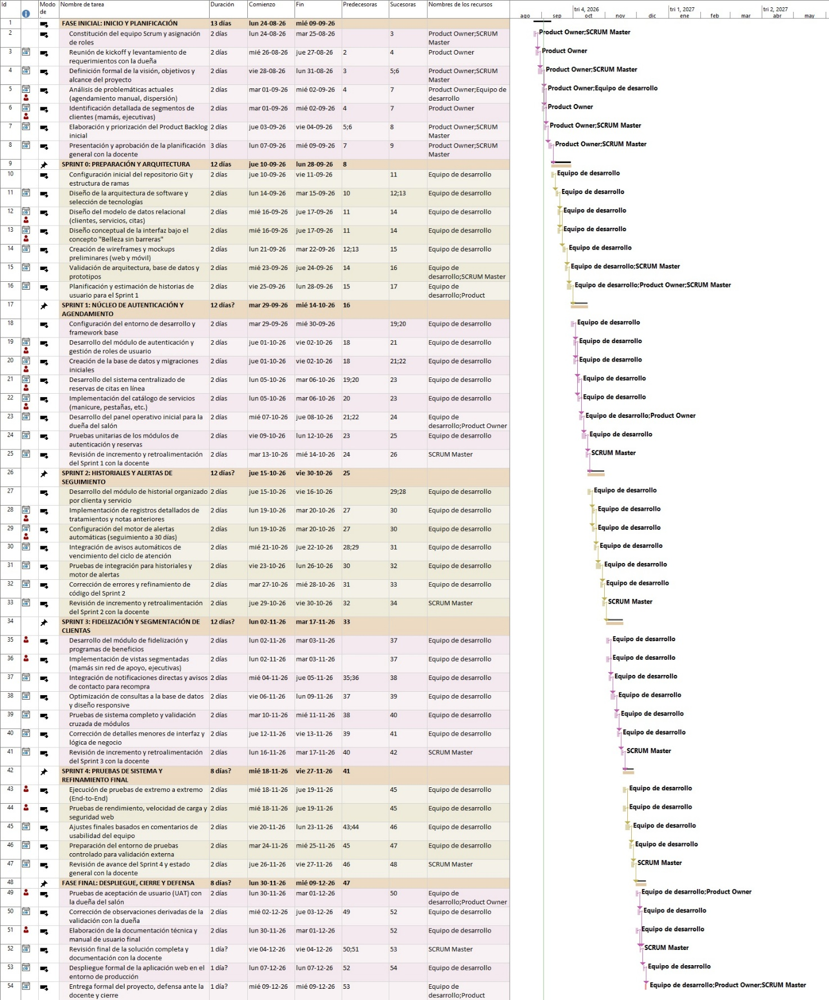 Id Modo de Nombre de tarea Duración Comienzo Fin Predecesoras Sucesoras Nombres de los recursos
tri 4, 2026 tri 1, 2027 tri 2, 2027
ago sep oct nov dic ene feb mar abr may
1 FASE INICIAL: INICIO Y PLANIFICACIÓN 13 días lun 24-08-26 mié 09-09-26
2 Constitución del equipo Scrum y asignación de roles 2 días lun 24-08-26 mar 25-08-26 3 Product Owner;SCRUM Master Product Owner;SCRUM Master
3 Reunión de kickoff y levantamiento de requerimientos con la dueña 2 días mié 26-08-26 jue 27-08-26 2 4 Product Owner Product Owner
4 Definición formal de la visión, objetivos y alcance del proyecto 2 días vie 28-08-26 lun 31-08-26 3 5;6 Product Owner;SCRUM Master Product Owner;SCRUM Master
5 Análisis de problemáticas actuales (agendamiento manual, dispersión) 2 días mar 01-09-26 mié 02-09-26 4 7 Product Owner;Equipo de desarrollo Product Owner;Equipo de desarrollo
6 Identificación detallada de segmentos de clientes (mamás, ejecutivas) 2 días mar 01-09-26 mié 02-09-26 4 7 Product Owner Product Owner
7 Elaboración y priorización del Product Backlog inicial 2 días jue 03-09-26 vie 04-09-26 5;6 8 Product Owner;SCRUM Master Product Owner;SCRUM Master
8 Presentación y aprobación de la planificación general con la docente 3 días lun 07-09-26 mié 09-09-26 7 9 Product Owner;SCRUM Master Product Owner;SCRUM Master
9 SPRINT 0: PREPARACIÓN Y ARQUITECTURA 12 días jue 10-09-26 lun 28-09-26 8
10 Configuración inicial del repositorio Git y estructura de ramas 2 días jue 10-09-26 vie 11-09-26 11 Equipo de desarrollo Equipo de desarrollo
11 Diseño de la arquitectura de software y selección de tecnologías 2 días lun 14-09-26 mar 15-09-26 10 12;13 Equipo de desarrollo Equipo de desarrollo
12 Diseño del modelo de datos relacional (clientes, servicios, citas) 2 días mié 16-09-26 jue 17-09-26 11 14 Equipo de desarrollo Equipo de desarrollo
13 Diseño conceptual de la interfaz bajo el concepto "Belleza sin barreras" 2 días mié 16-09-26 jue 17-09-26 11 14 Equipo de desarrollo Equipo de desarrollo
14 Creación de wireframes y mockups preliminares (web y móvil) 2 días lun 21-09-26 mar 22-09-26 12;13 15 Equipo de desarrollo Equipo de desarrollo
15 Validación de arquitectura, base de datos y prototipos 2 días mié 23-09-26 jue 24-09-26 14 16 Equipo de desarrollo;SCRUM Master Equipo de desarrollo;SCRUM Master
16 Planificación y estimación de historias de usuario para el Sprint 1 2 días vie 25-09-26 lun 28-09-26 15 17 Equipo de desarrollo;Product Equipo de desarrollo;Product Owner;SCRUM Master
17 SPRINT 1: NÚCLEO DE AUTENTICACIÓN Y AGENDAMIENTO 12 días? mar 29-09-26 mié 14-10-26 16
18 Configuración del entorno de desarrollo y framework base 2 días mar 29-09-26 mié 30-09-26 19;20 Equipo de desarrollo Equipo de desarrollo
19 Desarrollo del módulo de autenticación y gestión de roles de usuario 2 días jue 01-10-26 vie 02-10-26 18 21 Equipo de desarrollo Equipo de desarrollo
20 Creación de la base de datos y migraciones iniciales 2 días jue 01-10-26 vie 02-10-26 18 21;22 Equipo de desarrollo Equipo de desarrollo
21 Desarrollo del sistema centralizado de reservas de citas en línea 2 días lun 05-10-26 mar 06-10-26 19;20 23 Equipo de desarrollo Equipo de desarrollo
22 Implementación del catálogo de servicios (manicure, pestañas, etc.) 2 días lun 05-10-26 mar 06-10-26 20 23 Equipo de desarrollo Equipo de desarrollo
23 Desarrollo del panel operativo inicial para la dueña del salón 2 días mié 07-10-26 jue 08-10-26 21;22 24 Equipo de desarrollo;Product Owner Equipo de desarrollo;Product Owner
24 Pruebas unitarias de los módulos de autenticación y reservas 2 días vie 09-10-26 lun 12-10-26 23 25 Equipo de desarrollo Equipo de desarrollo
25 Revisión de incremento y retroalimentación del Sprint 1 con la docente 2 días mar 13-10-26 mié 14-10-26 24 26 SCRUM Master SCRUM Master
26 SPRINT 2: HISTORIALES Y ALERTAS DE SEGUIMIENTO 12 días? jue 15-10-26 vie 30-10-26 25
27 Desarrollo del módulo de historial organizado por clienta y servicio 2 días jue 15-10-26 vie 16-10-26 29;28 Equipo de desarrollo Equipo de desarrollo
28 Implementación de registros detallados de tratamientos y notas anteriores 2 días lun 19-10-26 mar 20-10-26 27 30 Equipo de desarrollo Equipo de desarrollo
29 Configuración del motor de alertas automáticas (seguimiento a 30 días) 2 días lun 19-10-26 mar 20-10-26 27 30 Equipo de desarrollo Equipo de desarrollo
30 Integración de avisos automáticos de vencimiento del ciclo de atención 2 días mié 21-10-26 jue 22-10-26 28;29 31 Equipo de desarrollo Equipo de desarrollo
31 Pruebas de integración para historiales y motor de alertas 2 días vie 23-10-26 lun 26-10-26 30 32 Equipo de desarrollo Equipo de desarrollo
32 Corrección de errores y refinamiento de código del Sprint 2 2 días mar 27-10-26 mié 28-10-26 31 33 Equipo de desarrollo Equipo de desarrollo
33 Revisión de incremento y retroalimentación del Sprint 2 con la docente 2 días jue 29-10-26 vie 30-10-26 32 34 SCRUM Master SCRUM Master
34 SPRINT 3: FIDELIZACIÓN Y SEGMENTACIÓN DE CLIENTAS 12 días? lun 02-11-26 mar 17-11-26 33
35 Desarrollo del módulo de fidelización y programas de beneficios 2 días lun 02-11-26 mar 03-11-26 37 Equipo de desarrollo Equipo de desarrollo
36 Implementación de vistas segmentadas (mamás sin red de apoyo, ejecutivas) 2 días lun 02-11-26 mar 03-11-26 37 Equipo de desarrollo Equipo de desarrollo
37 Integración de notificaciones directas y avisos de contacto para recompra 2 días mié 04-11-26 jue 05-11-26 35;36 38 Equipo de desarrollo Equipo de desarrollo
38 Optimización de consultas a la base de datos y diseño responsive 2 días vie 06-11-26 lun 09-11-26 37 39 Equipo de desarrollo Equipo de desarrollo
39 Pruebas de sistema completo y validación cruzada de módulos 2 días mar 10-11-26 mié 11-11-26 38 40 Equipo de desarrollo Equipo de desarrollo
40 Corrección de detalles menores de interfaz y lógica de negocio 2 días jue 12-11-26 vie 13-11-26 39 41 Equipo de desarrollo Equipo de desarrollo
41 Revisión de incremento y retroalimentación del Sprint 3 con la docente 2 días lun 16-11-26 mar 17-11-26 40 42 SCRUM Master SCRUM Master
42 SPRINT 4: PRUEBAS DE SISTEMA Y REFINAMIENTO FINAL 8 días? mié 18-11-26 vie 27-11-26 41
43 Ejecución de pruebas de extremo a extremo (End-to-End) 2 días mié 18-11-26 jue 19-11-26 45 Equipo de desarrollo Equipo de desarrollo
44 Pruebas de rendimiento, velocidad de carga y seguridad web 2 días mié 18-11-26 jue 19-11-26 45 Equipo de desarrollo Equipo de desarrollo
45 Ajustes finales basados en comentarios de usabilidad del equipo 2 días vie 20-11-26 lun 23-11-26 43;44 46 Equipo de desarrollo Equipo de desarrollo
46 Preparación del entorno de pruebas controlado para validación externa 2 días mar 24-11-26 mié 25-11-26 45 47 Equipo de desarrollo Equipo de desarrollo
47 Revisión de avance del Sprint 4 y estado general con la docente 2 días jue 26-11-26 vie 27-11-26 46 48 SCRUM Master SCRUM Master
48 FASE FINAL: DESPLIEGUE, CIERRE Y DEFENSA 8 días? lun 30-11-26 mié 09-12-26 47
49 Pruebas de aceptación de usuario (UAT) con la dueña del salón 2 días lun 30-11-26 mar 01-12-26 50 Equipo de desarrollo;Product Owner Equipo de desarrollo;Product Owner
50 Corrección de observaciones derivadas de la validación con la dueña 2 días mié 02-12-26 jue 03-12-26 49 52 Equipo de desarrollo Equipo de desarrollo
51 Elaboración de la documentación técnica y manual de usuario final 2 días lun 30-11-26 mar 01-12-26 52 Equipo de desarrollo Equipo de desarrollo
52 Revisión final de la solución completa y documentación con la docente 1 día? vie 04-12-26 vie 04-12-26 50;51 53 SCRUM Master SCRUM Master
53 Despliegue formal de la aplicación web en el entorno de producción 1 día? lun 07-12-26 lun 07-12-26 52 54 Equipo de desarrollo Equipo de desarrollo
54 Entrega formal del proyecto, defensa ante la docente y cierre 1 día? mié 09-12-26 mié 09-12-26 53 Equipo de desarrollo;Product Equipo de desarrollo;Product Owner;SCRUM Master